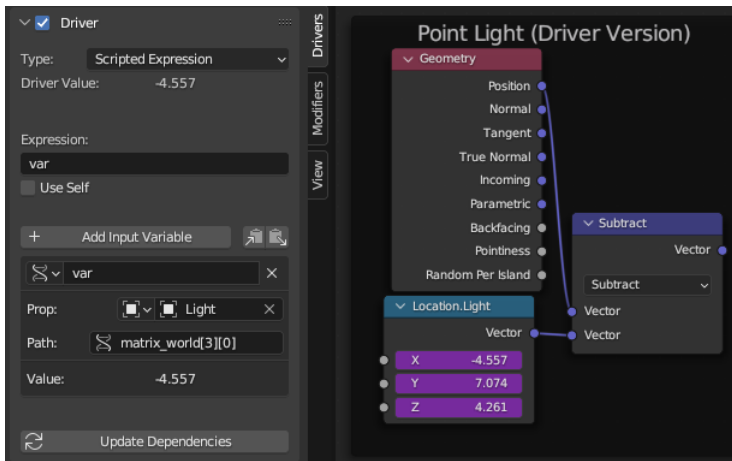 Driver
Type: Scripted Expression
Driver Value: -4.557
Expression:
var
Use Self
+ Add Input Variable
var
Prop: Light
Path: matrix_world[3][0]
Value: -4.557
Update Dependencies
Drivers
Modifiers
View
Point Light (Driver Version)
Geometry
Position
Normal
Tangent
True Normal
Incoming
Parametric
Backfacing
Pointiness
Random Per Island
Location.Light
Vector
X -4.557
Y 7.074
Z 4.261
Subtract
Vector
Subtract
Vector
Vector